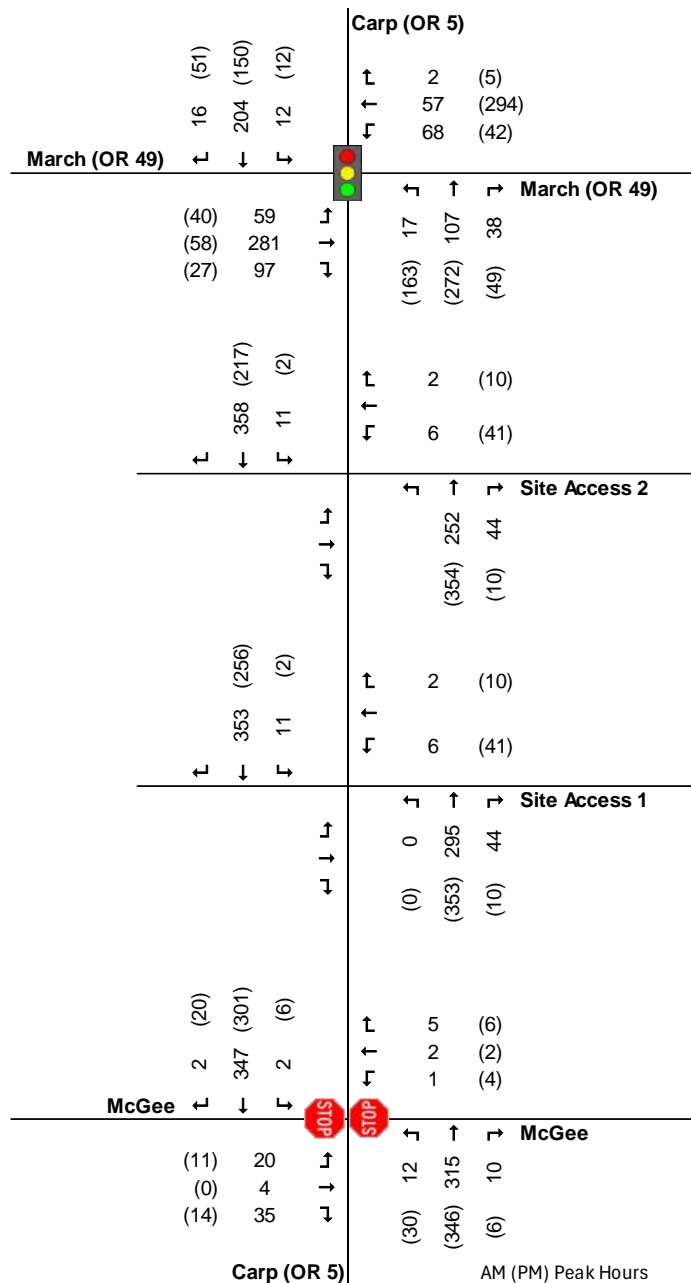 Carp (OR 5)
(51) (150) (12)
16 204 12
2 (5)
57 (294)
68 (42)
March (OR 49)
March (OR 49)
(40) 59
(58) 281
(27) 97
17 107 38
(163) (272) (49)
(217) (2)
358 11
2 (10)
6 (41)
Site Access 2
252 44
(354) (10)
(256) (2)
353 11
2 (10)
6 (41)
Site Access 1
0 295 44
(0) (353) (10)
(20) (301) (6)
2 347 2
5 (6)
2 (2)
1 (4)
McGee
STOP STOP
McGee
(11) 20
(0) 4
(14) 35
12 315 10
(30) (346) (6)
Carp (OR 5)
AM (PM) Peak Hours